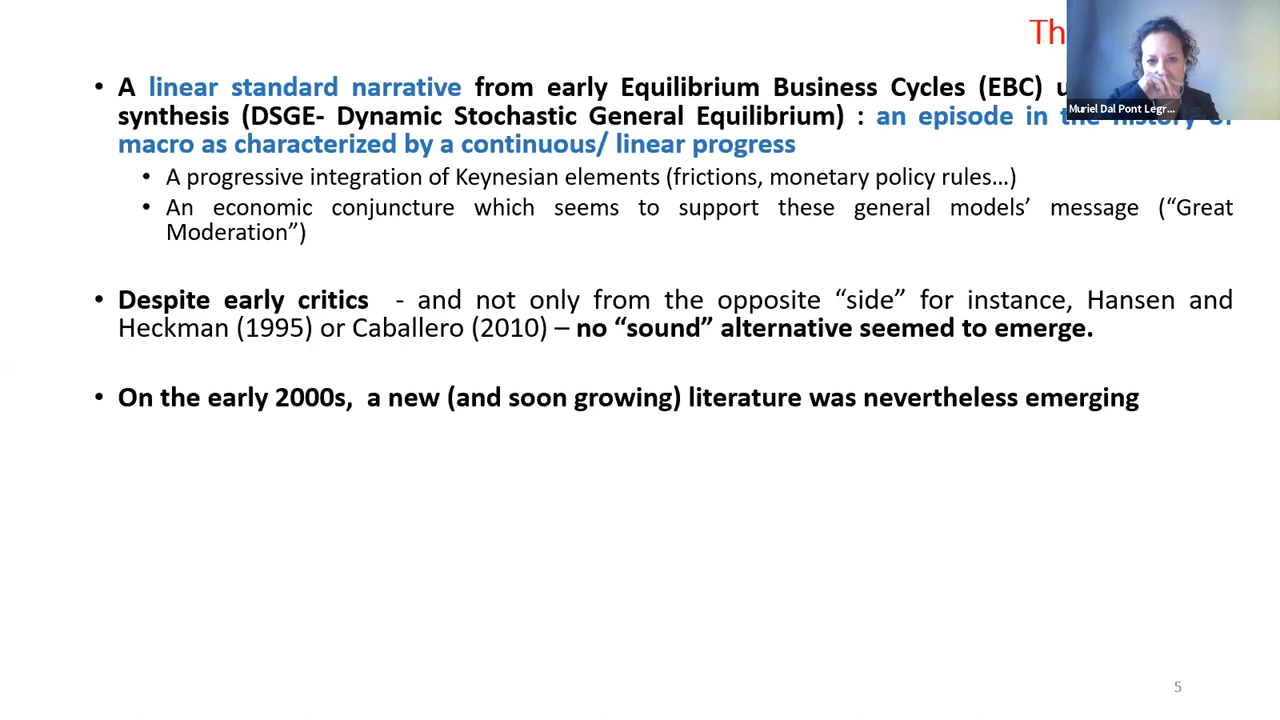 Th
• A linear standard narrative from early Equilibrium Business Cycles (EBC) u
synthesis (DSGE- Dynamic Stochastic General Equilibrium) : an episode in the history of
macro as characterized by a continuous/ linear progress
• A progressive integration of Keynesian elements (frictions, monetary policy rules…)
• An economic conjuncture which seems to support these general models’ message (“Great
Moderation”)
• Despite early critics - and not only from the opposite “side” for instance, Hansen and
Heckman (1995) or Caballero (2010) – no “sound” alternative seemed to emerge.
• On the early 2000s, a new (and soon growing) literature was nevertheless emerging
Muriel Dal Pont Legr...
5